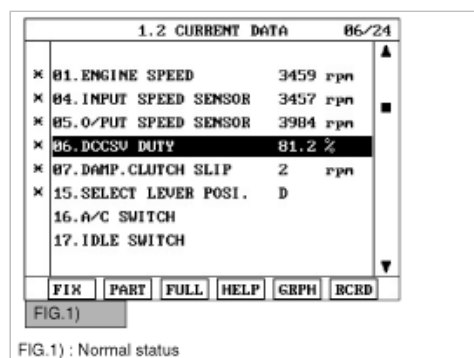 1.2 CURRENT DATA 06/24
× 01.ENGINE SPEED 3459 rpm
× 04.INPUT SPEED SENSOR 3457 rpm
× 05.O/PUT SPEED SENSOR 3984 rpm
× 06.DCCSV DUTY 81.2 %
× 07.DAMP.CLUTCH SLIP 2 rpm
× 15.SELECT LEVER POSI. D
16.A/C SWITCH
17.IDLE SWITCH
FIX PART FULL HELP GRPH RCRD
FIG.1)
FIG.1) : Normal status